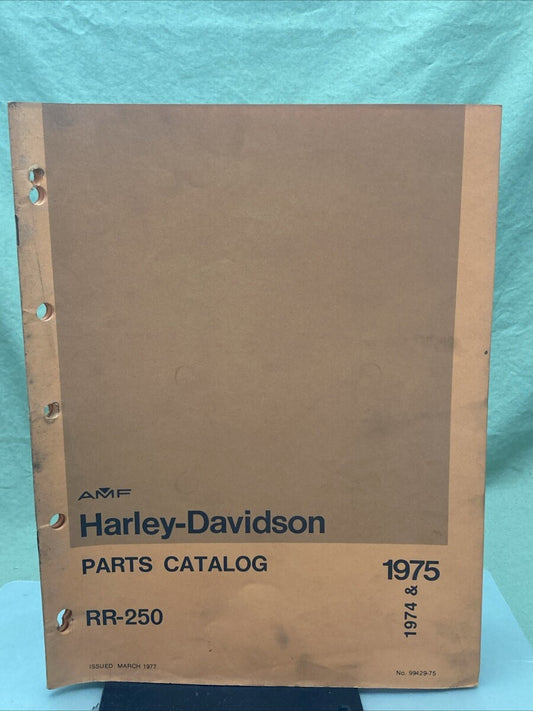 AMF
Harley-Davidson
PARTS CATALOG
1974 & 1975
RR-250
ISSUED MARCH 1977
No. 99429-75